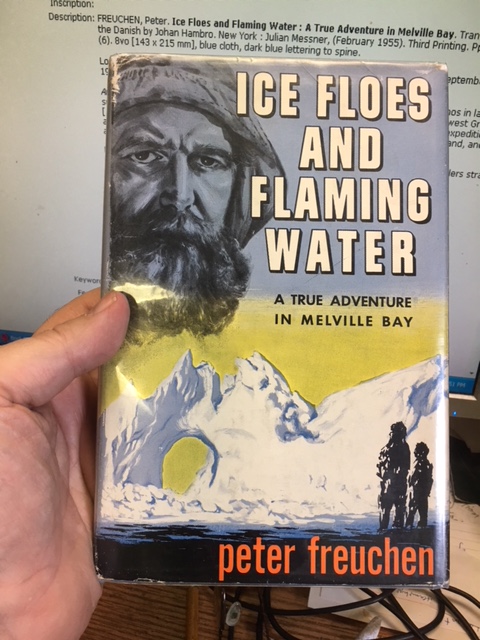 Inscription:
Description: FREUCHEN, Peter. Ice Floes and Flaming Water : A True Adventure in Melville Bay. Tran
the Danish by Johan Hambro. New York : Julian Messner, (February 1955). Third Printing. Pp
(6). 8vo [143 x 215 mm], blue cloth, dark blue lettering to spine.
ICE FLOES
AND
FLAMING
WATER
A TRUE ADVENTURE
IN MELVILLE BAY
peter freuchen